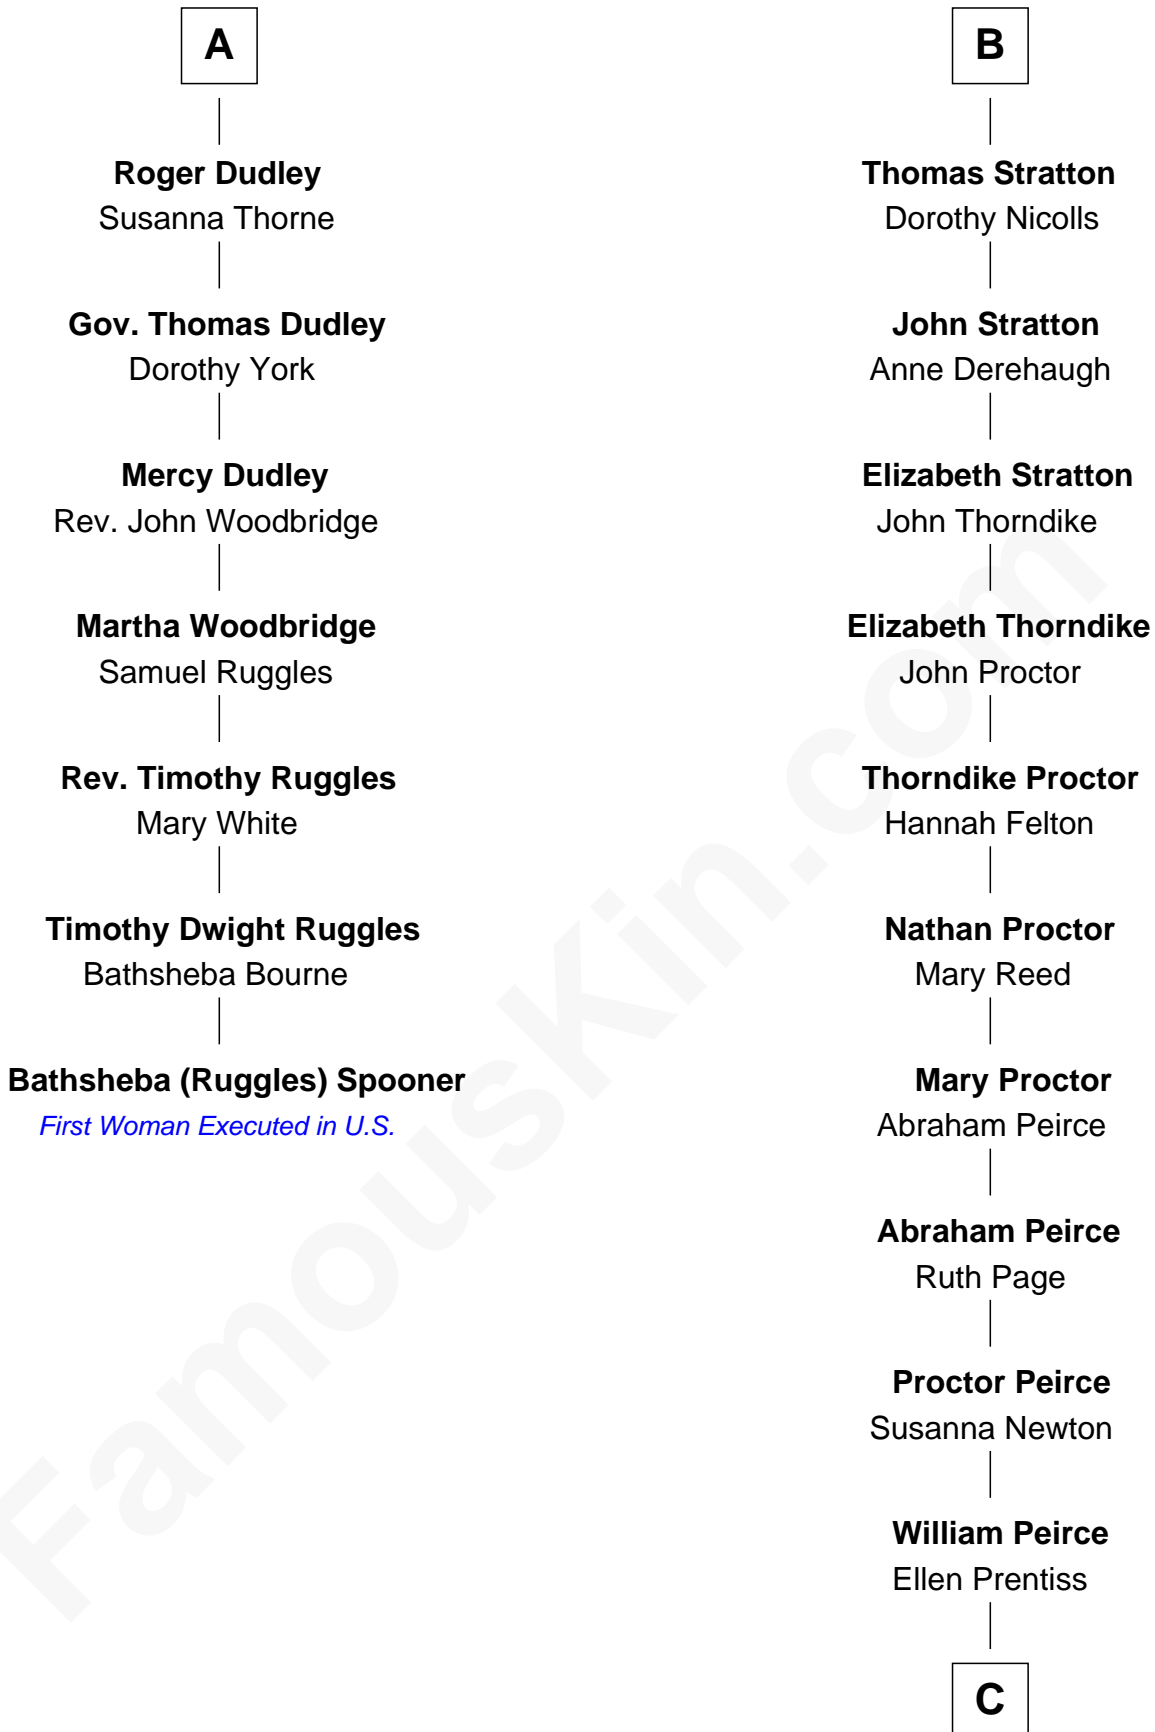 A
Roger Dudley
Susanna Thorne
Gov. Thomas Dudley
Dorothy York
Mercy Dudley
Rev. John Woodbridge
Martha Woodbridge
Samuel Ruggles
Rev. Timothy Ruggles
Mary White
Timothy Dwight Ruggles
Bathsheba Bourne
Bathsheba (Ruggles) Spooner
First Woman Executed in U.S.
B
Thomas Stratton
Dorothy Nicolls
John Stratton
Anne Derehaugh
Elizabeth Stratton
John Thorndike
Elizabeth Thorndike
John Proctor
Thorndike Proctor
Hannah Felton
Nathan Proctor
Mary Reed
Mary Proctor
Abraham Peirce
Abraham Peirce
Ruth Page
Proctor Peirce
Susanna Newton
William Peirce
Ellen Prentiss
C
FamousKin.com